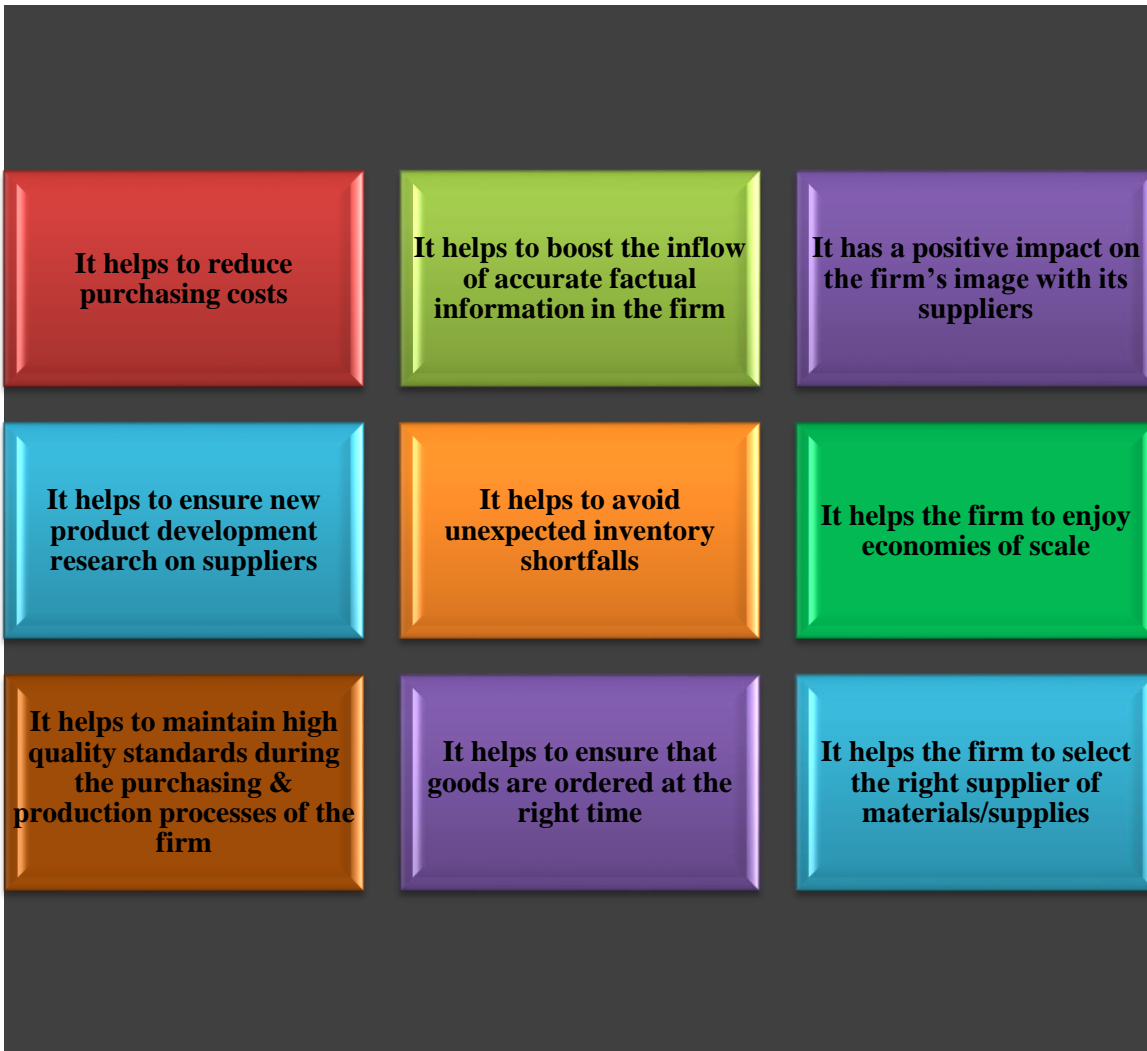 It helps to reduce
purchasing costs
It helps to boost the inflow
of accurate factual
information in the firm
It has a positive impact on
the firm’s image with its
suppliers
It helps to ensure new
product development
research on suppliers
It helps to avoid
unexpected inventory
shortfalls
It helps the firm to enjoy
economies of scale
It helps to maintain high
quality standards during
the purchasing &
production processes of the
firm
It helps to ensure that
goods are ordered at the
right time
It helps the firm to select
the right supplier of
materials/supplies